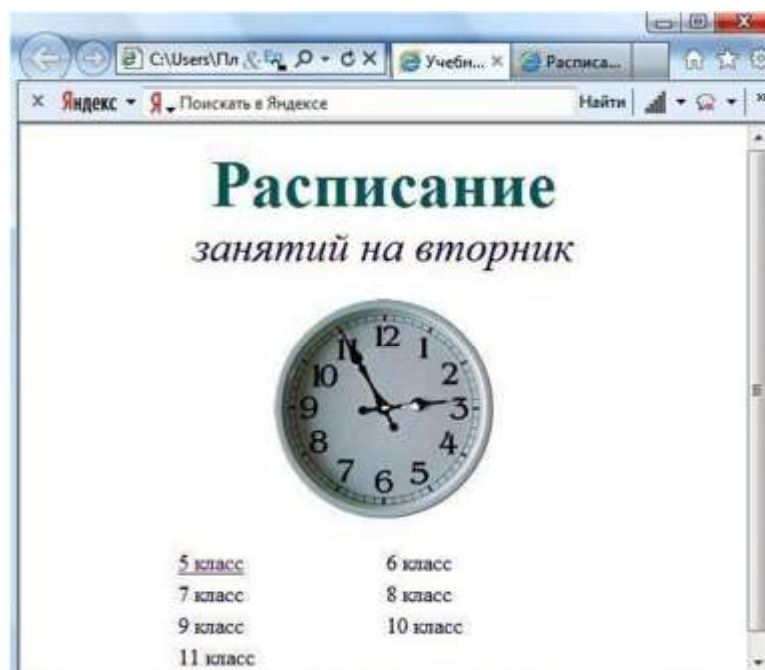 C:\Users\Пл
Учебн...
Расписа...
Яндекс
Я Поискать в Яндексе
Найти
Расписание
занятий на вторник
12
11 1
10 2
9 3
8 4
7 5
6
5 класс 6 класс
7 класс 8 класс
9 класс 10 класс
11 класс